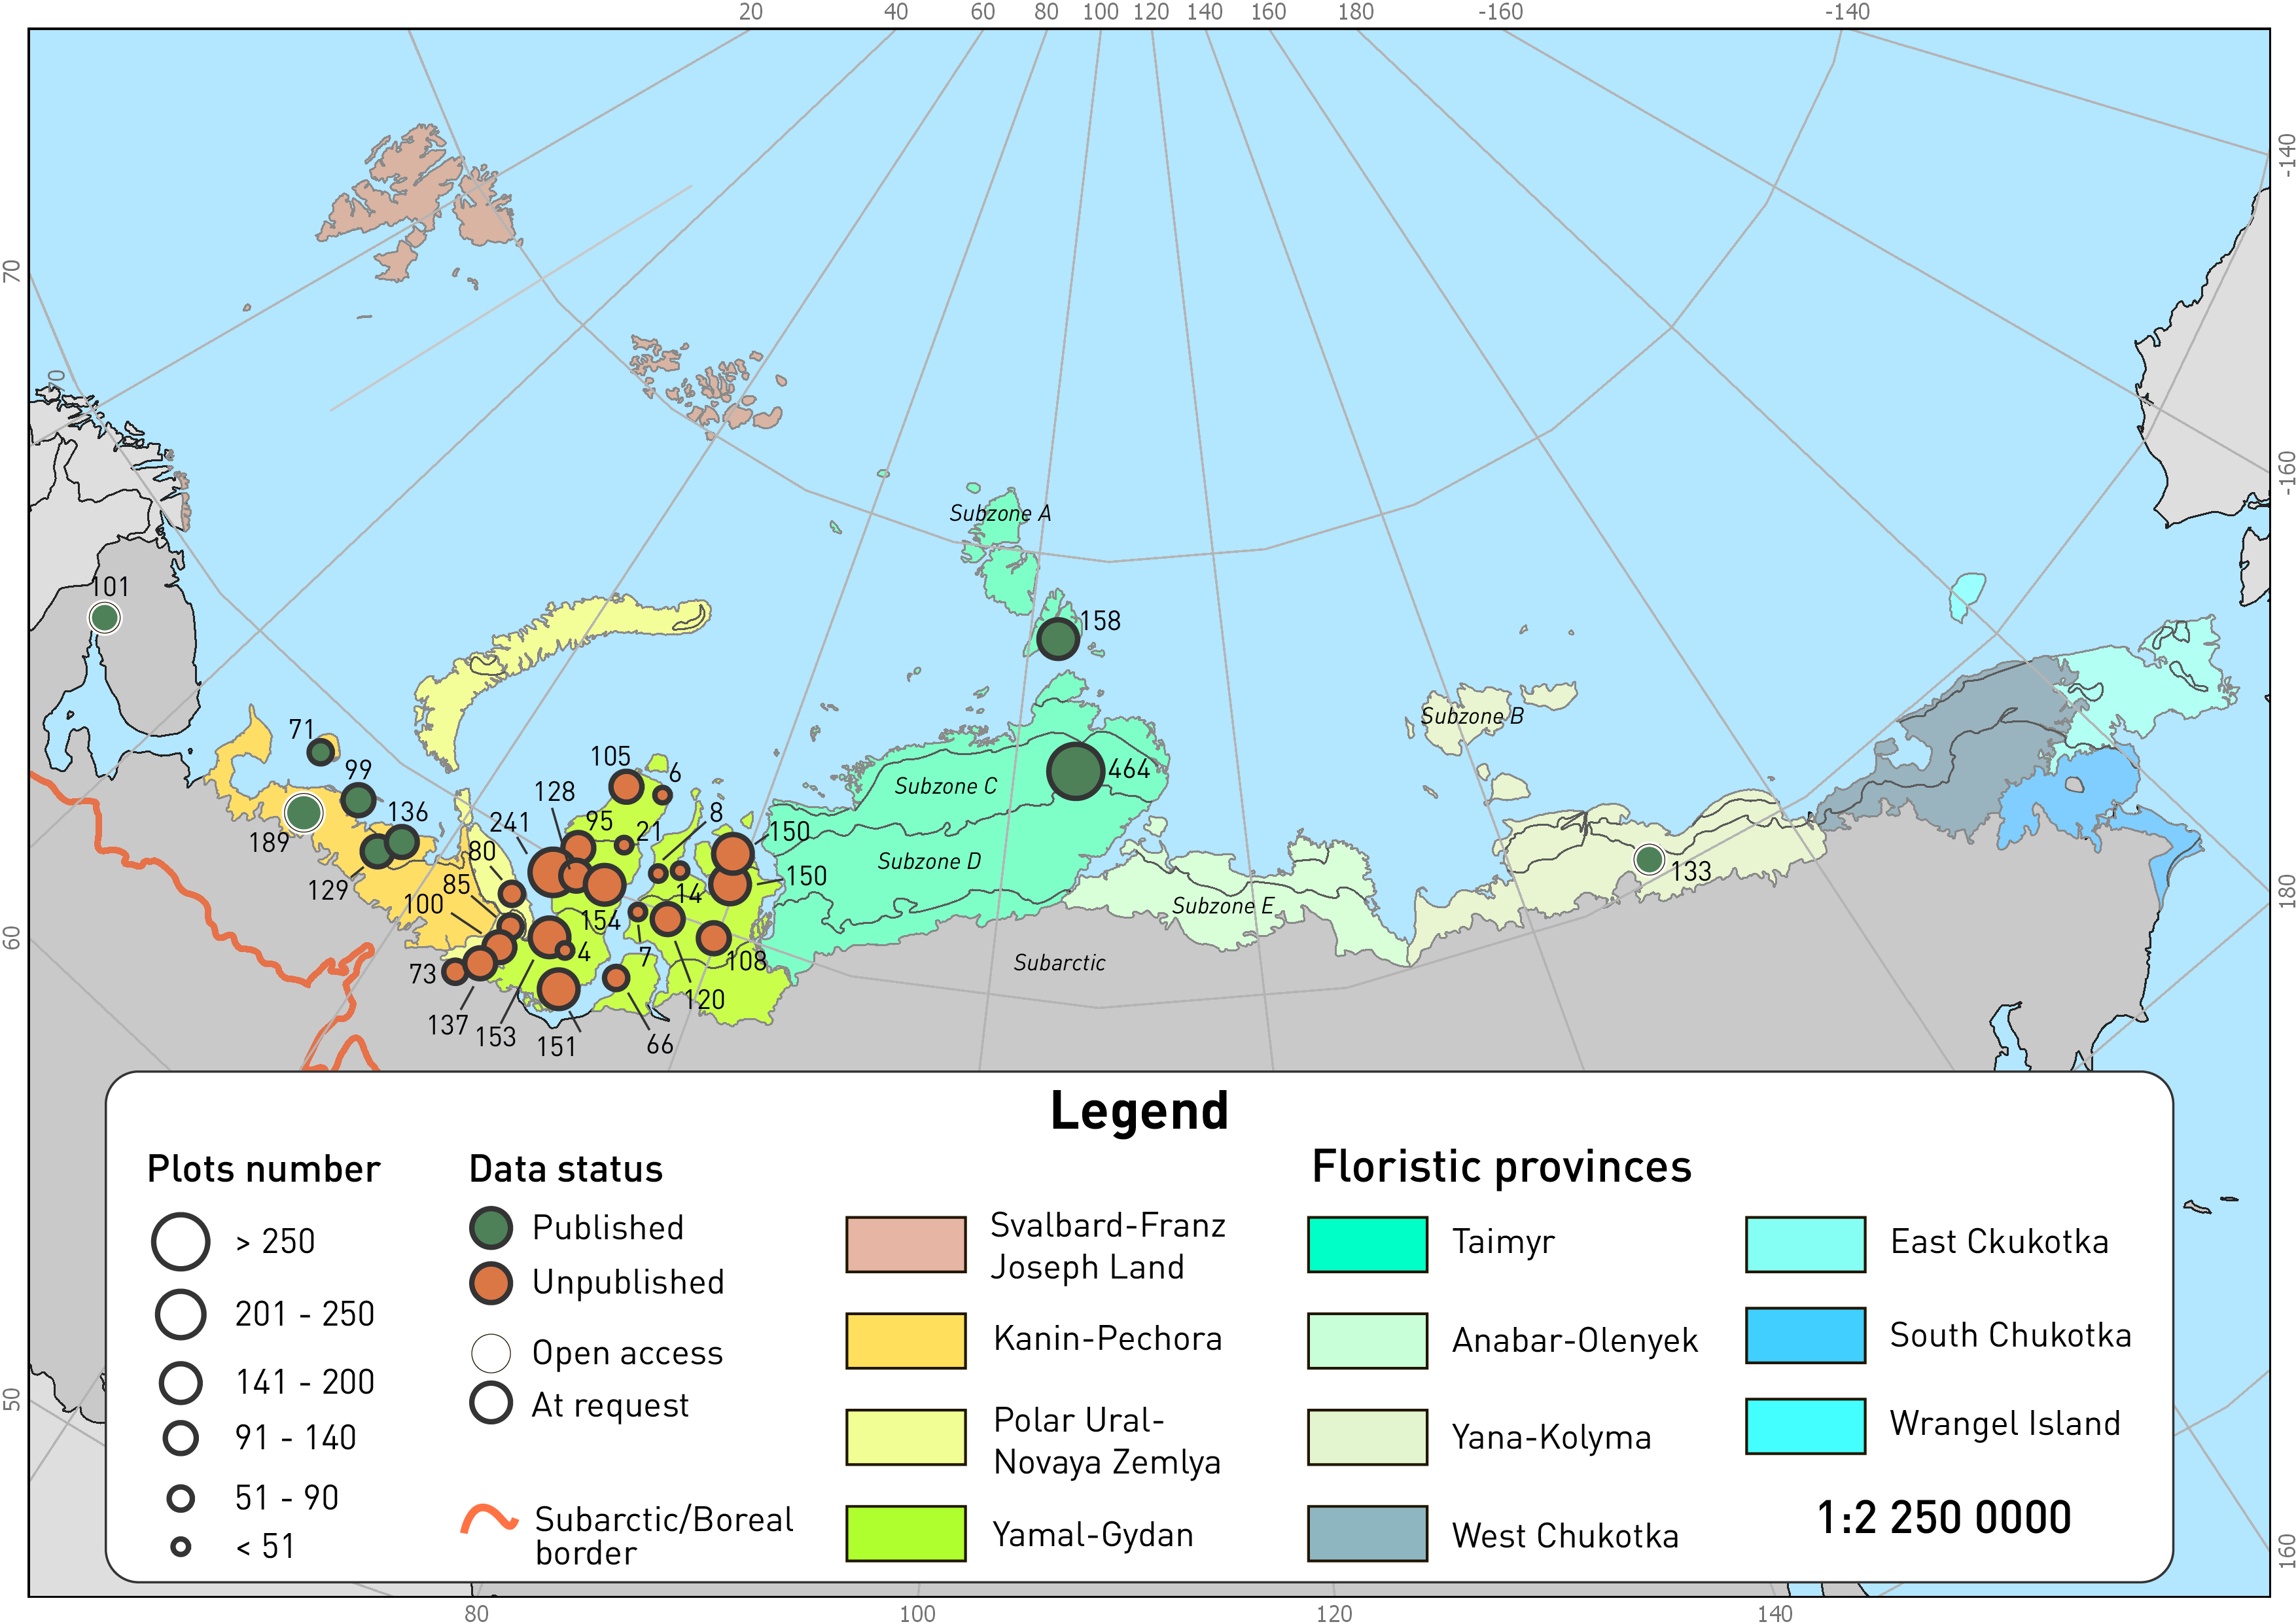 20 40 60 80 100 120 140 160 180 -160 -140
-140
70
-160
Subzone A
101
158
71
Subzone B
99
105
6
464
128
Subzone C
136
8
241
95
21
150
189
80
Subzone D
133
129
85
14
150
180
100
154
Subzone E
60
4
7
108
Subarctic
73
120
137
153
151
66
Legend
Plots number
> 250
201 - 250
141 - 200
91 - 140
51 - 90
< 51
Data status
Published
Unpublished
Open access
At request
Subarctic/Boreal
border
Floristic provinces
Svalbard-Franz
Joseph Land
Kanin-Pechora
Polar Ural-
Novaya Zemlya
Yamal-Gydan
Taimyr
Anabar-Olenyek
Yana-Kolyma
West Chukotka
East Ckukotka
South Chukotka
Wrangel Island
1:2 250 0000
50
160
80 100 120 140